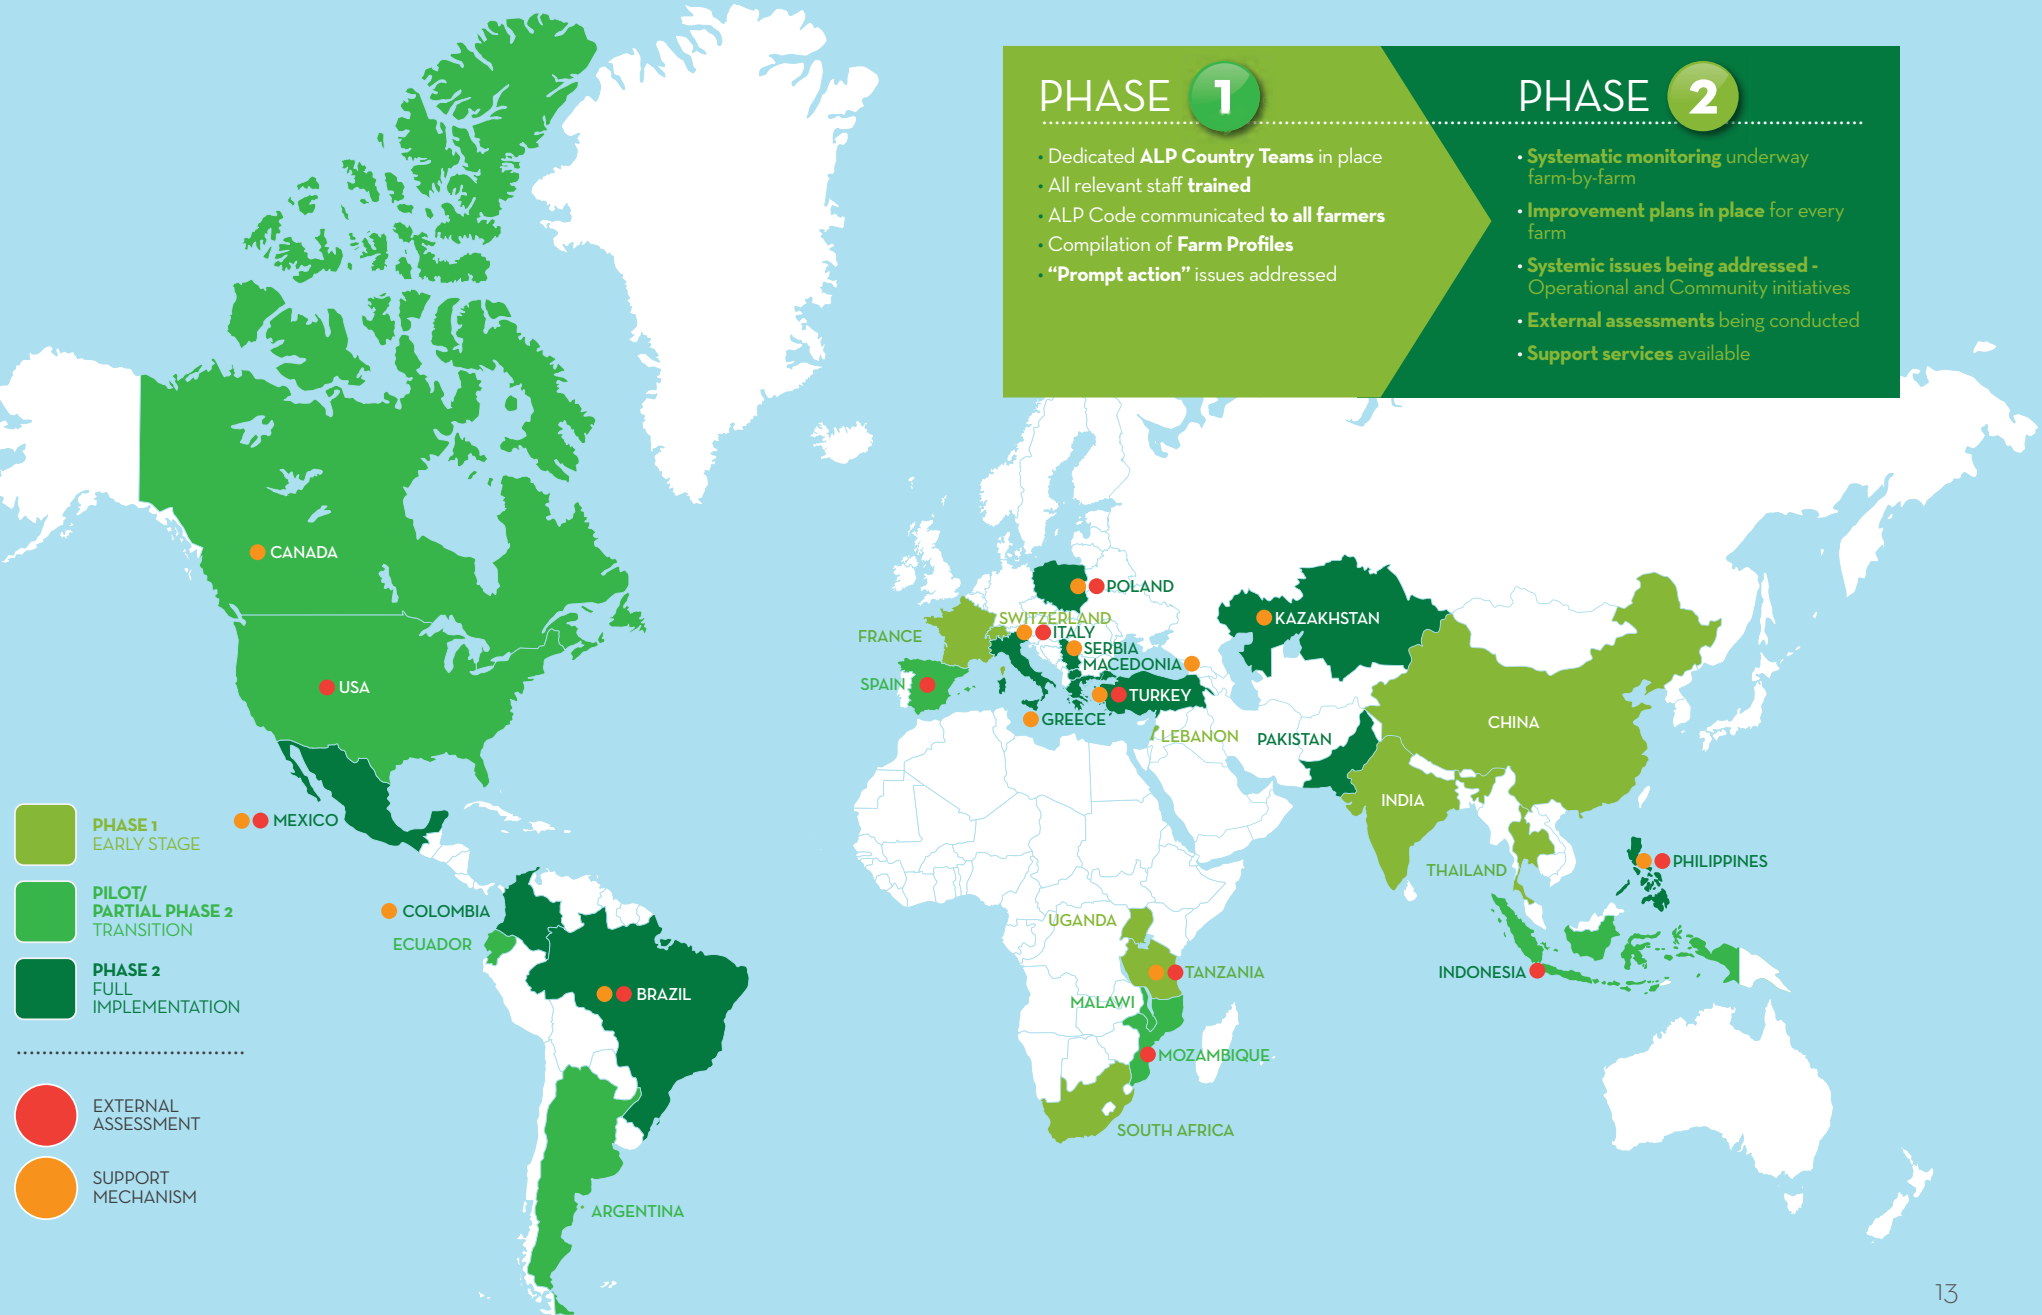 PHASE 1
• Dedicated ALP Country Teams in place
• All relevant staff trained
• ALP Code communicated to all farmers
• Compilation of Farm Profiles
• “Prompt action” issues addressed
PHASE 2
• Systematic monitoring underway
farm-by-farm
• Improvement plans in place for every
farm
• Systemic issues being addressed -
Operational and Community initiatives
• External assessments being conducted
• Support services available
CANADA
USA
MEXICO
COLOMBIA
ECUADOR
BRAZIL
ARGENTINA
POLAND
SWITZERLAND
FRANCE
ITALY
SERBIA
MACEDONIA
SPAIN
TURKEY
GREECE
LEBANON
KAZAKHSTAN
PAKISTAN
CHINA
INDIA
THAILAND
PHILIPPINES
INDONESIA
UGANDA
TANZANIA
MALAWI
MOZAMBIQUE
SOUTH AFRICA
PHASE 1
EARLY STAGE
PILOT/
PARTIAL PHASE 2
TRANSITION
PHASE 2
FULL
IMPLEMENTATION
EXTERNAL
ASSESSMENT
SUPPORT
MECHANISM
13